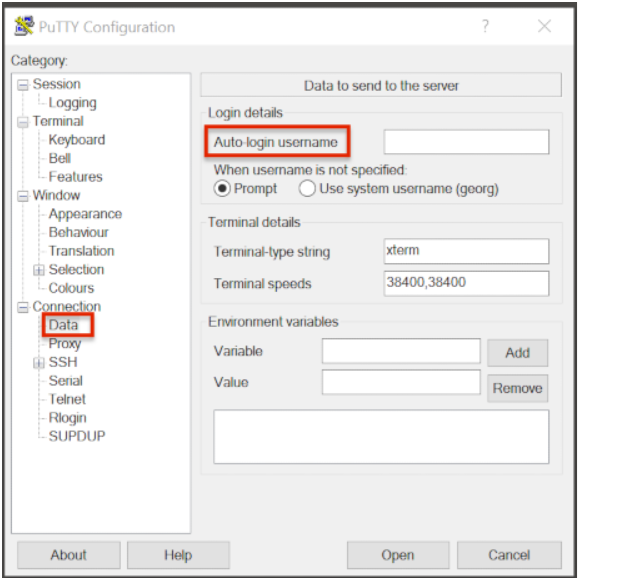 PuTTY Configuration
?
Category:
Session
Logging
Terminal
Keyboard
Bell
Features
Window
Appearance
Behaviour
Translation
Selection
Colours
Connection
Data
Proxy
SSH
Serial
Telnet
Rlogin
SUPDUP
Data to send to the server
Login details
Auto-login username
When username is not specified:
Prompt Use system username (georg)
Terminal details
Terminal-type string xterm
Terminal speeds 38400,38400
Environment variables
Variable Add
Value Remove
About Help Open Cancel